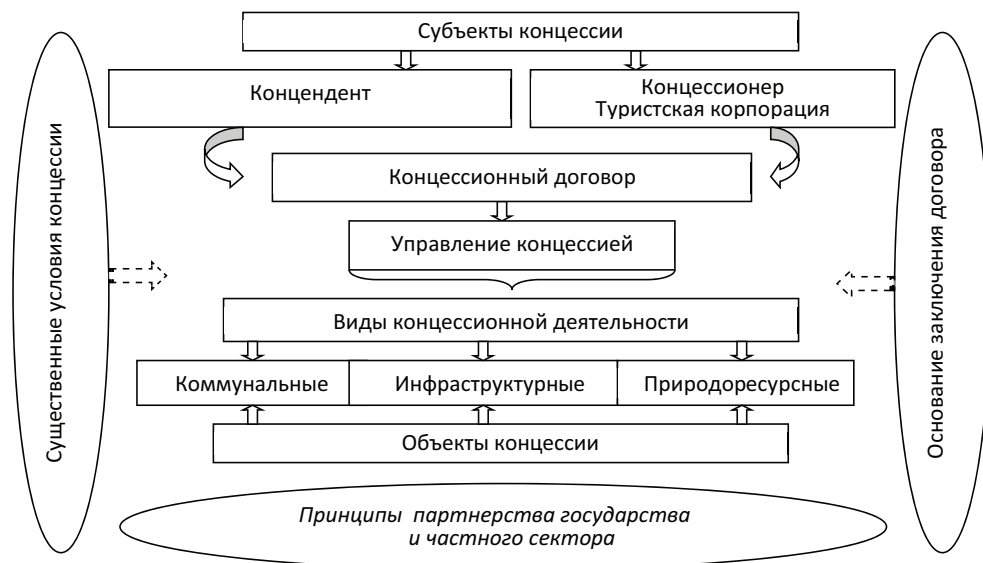 Субъекты концессии
Концендент
Концессионер
Туристская корпорация
Существенные условия концессии
Основание заключения договора
Концессионный договор
Управление концессией
Виды концессионной деятельности
Коммунальные
Инфраструктурные
Природоресурсные
Объекты концессии
Принципы партнерства государства
и частного сектора